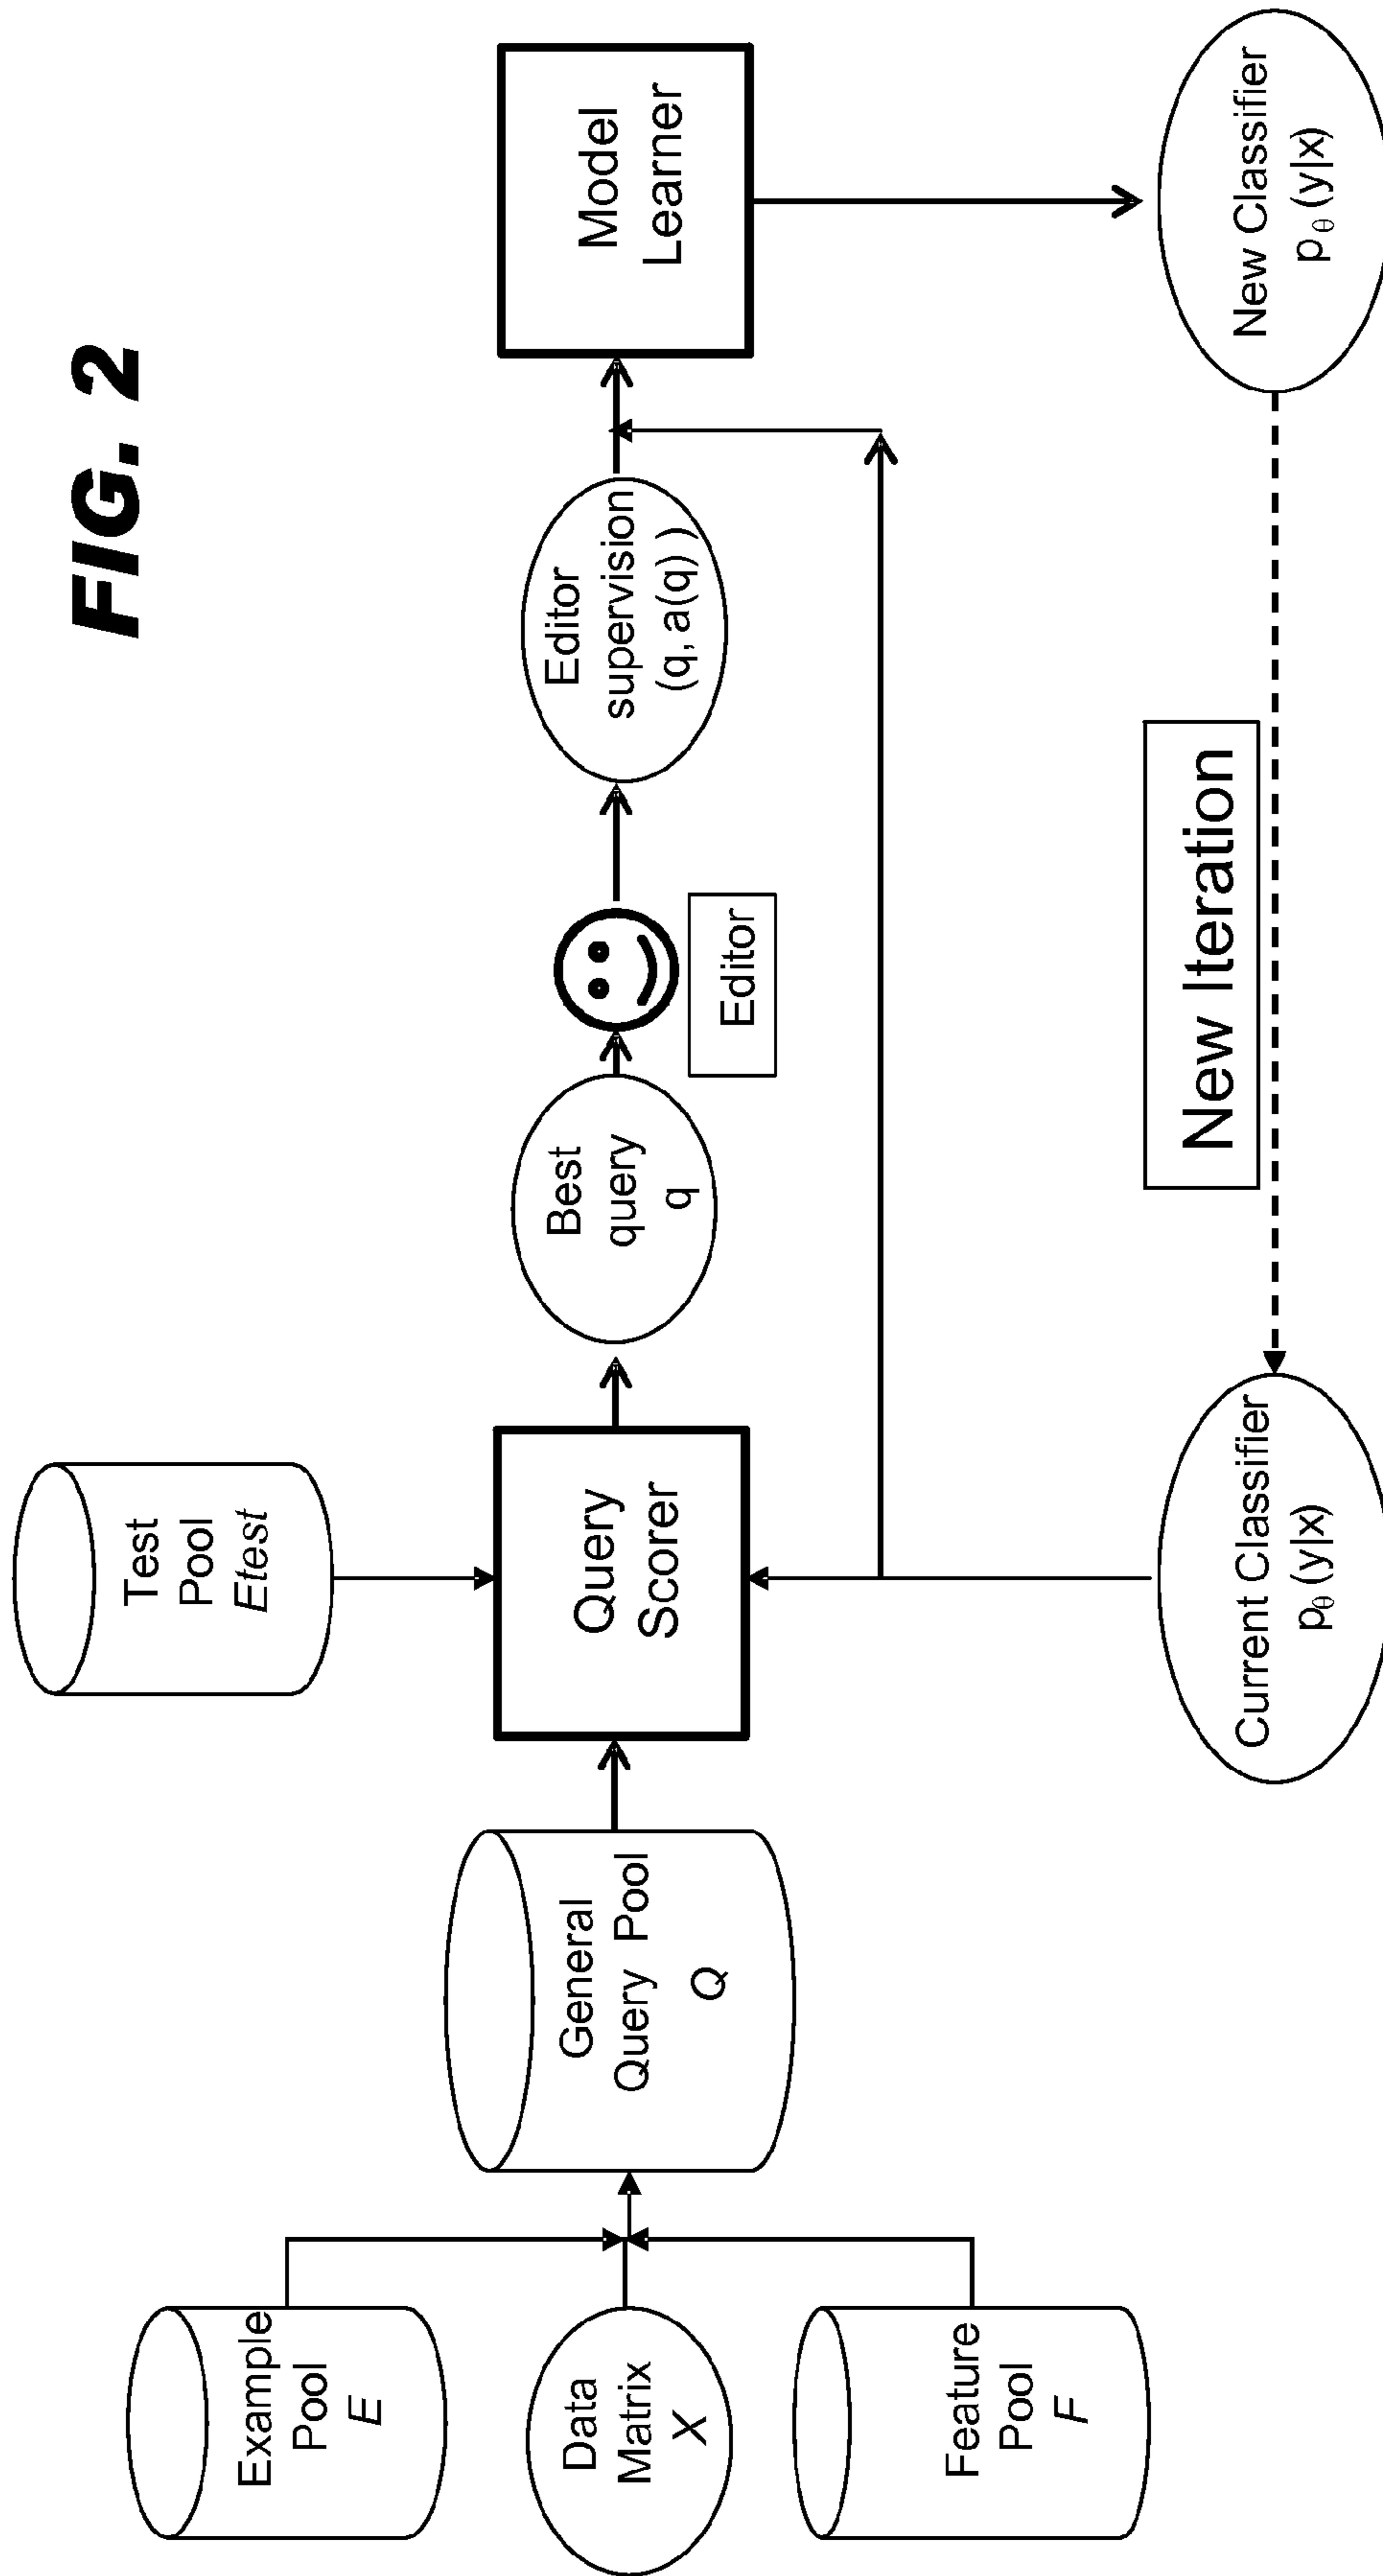 FIG. 2
Example
Pool
E
Data
Matrix
X
Feature
Pool
F
General
Query Pool
Q
Test
Pool
Etest
Query
Scorer
Best
query
q
Editor
Editor
supervision
(q, a(q) )
Model
Learner
Current Classifier
pθ (y|x)
New Iteration
New Classifier
p θ (y|x)